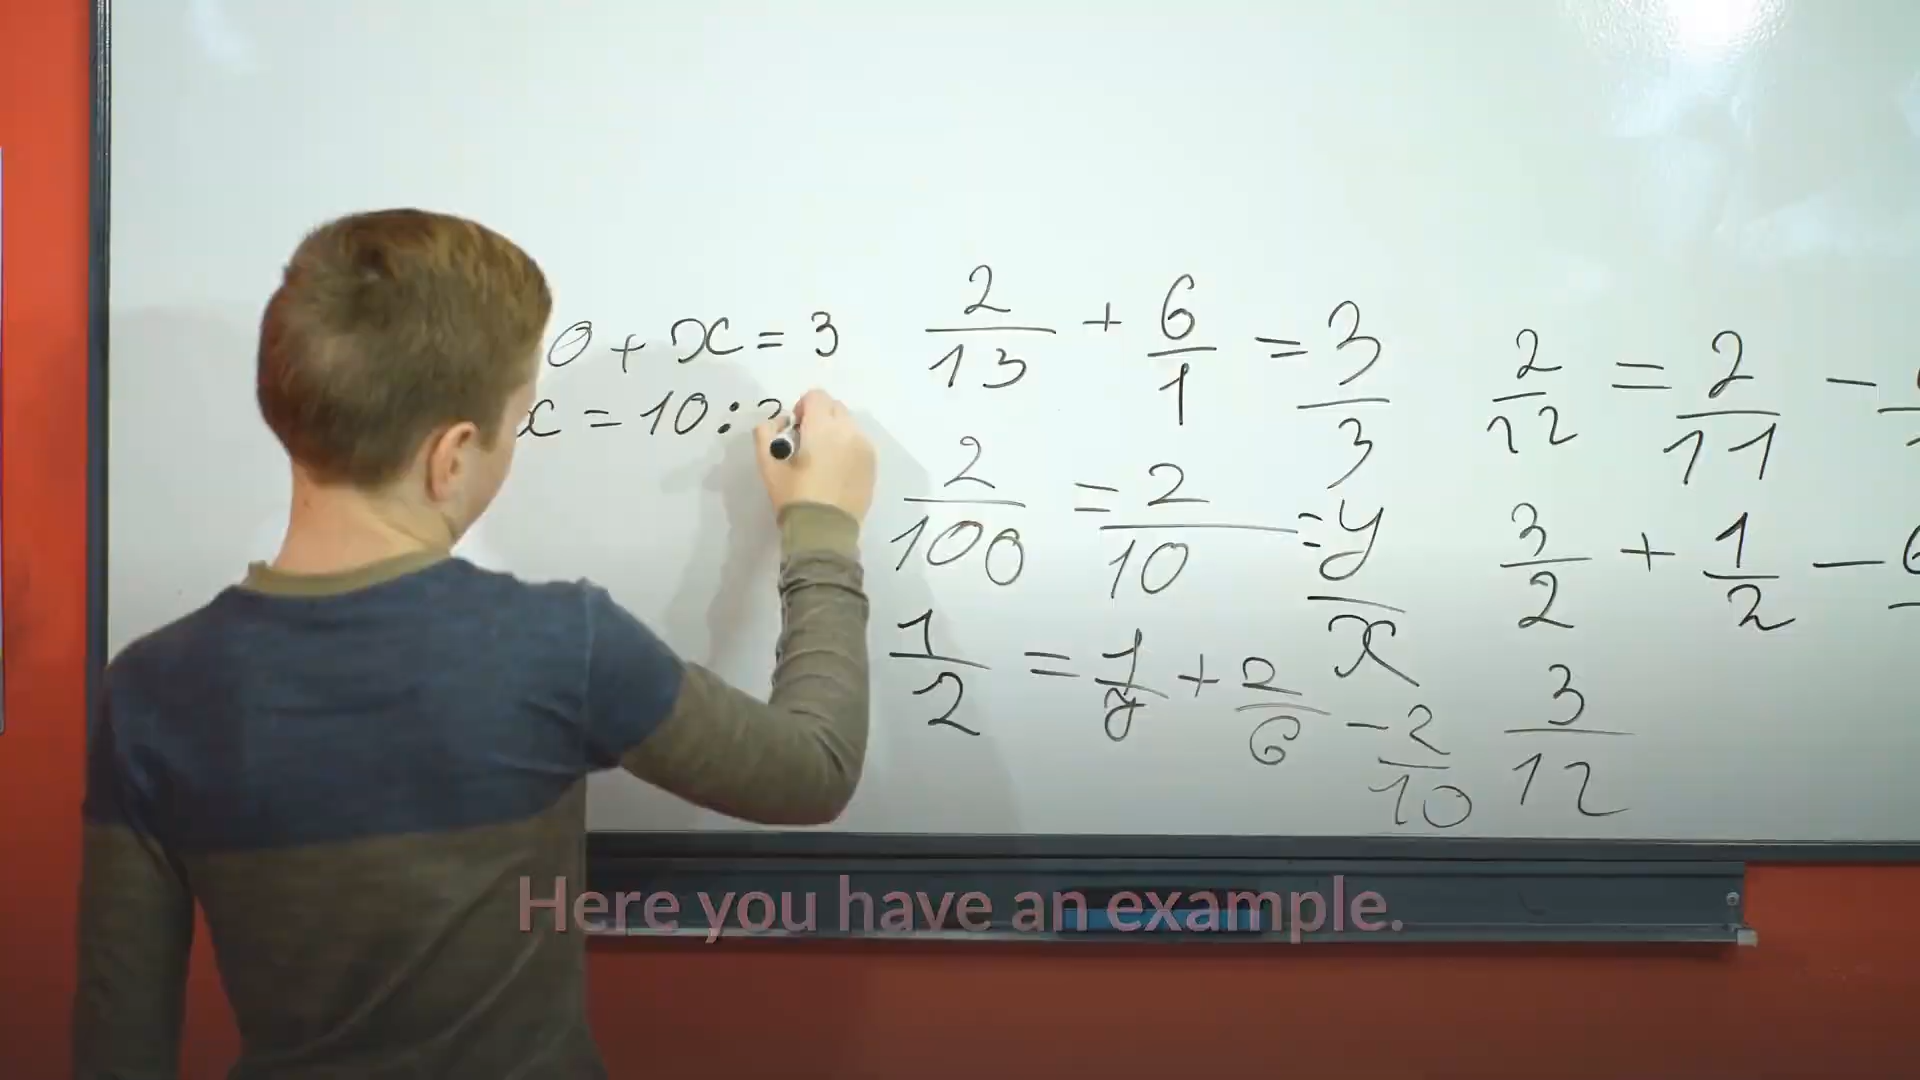 0 + x = 3
x = 10 :
2/13 + 6/1 = 3/3
2/100 = 2/10 = y/x
1/2 = 1/y + 2/6 - 2/10
2/12 = 2/11 -
3/2 + 1/2 - 6
3/12
Here you have an example.